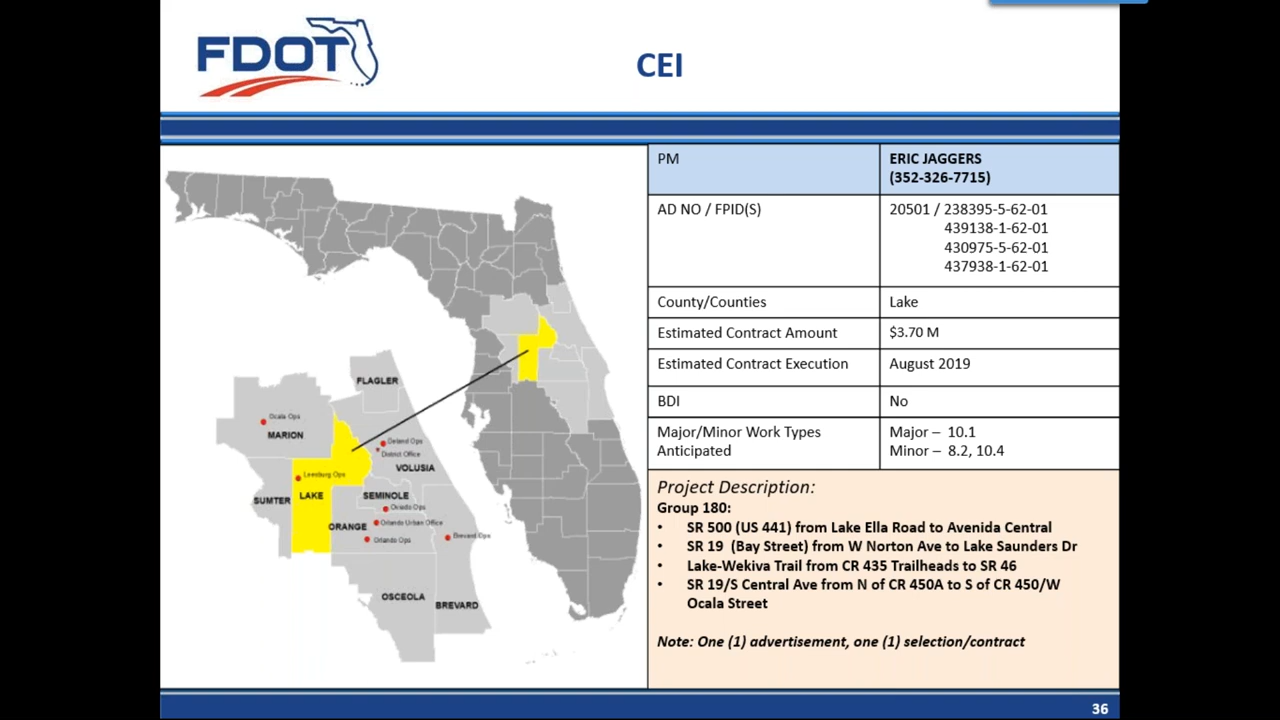 FDOT
CEI
PM
ERIC JAGGERS
(352-326-7715)
AD NO / FPID(S)
20501 / 238395-5-62-01
439138-1-62-01
430975-5-62-01
437938-1-62-01
County/Counties
Lake
Estimated Contract Amount
$3.70 M
Estimated Contract Execution
August 2019
BDI
No
Major/Minor Work Types
Anticipated
Major – 10.1
Minor – 8.2, 10.4
Project Description:
Group 180:
• SR 500 (US 441) from Lake Ella Road to Avenida Central
• SR 19 (Bay Street) from W Norton Ave to Lake Saunders Dr
• Lake-Wekiva Trail from CR 435 Trailheads to SR 46
• SR 19/S Central Ave from N of CR 450A to S of CR 450/W
Ocala Street
Note: One (1) advertisement, one (1) selection/contract
FLAGLER
Ocala Ops
MARION
Deland Ops
District Office
VOLUSIA
Leesburg Ops
SUMTER
LAKE
SEMINOLE
Oviedo Ops
ORANGE
Orlando Urban Office
Orlando Ops
Brevard Ops
OSCEOLA
BREVARD
36